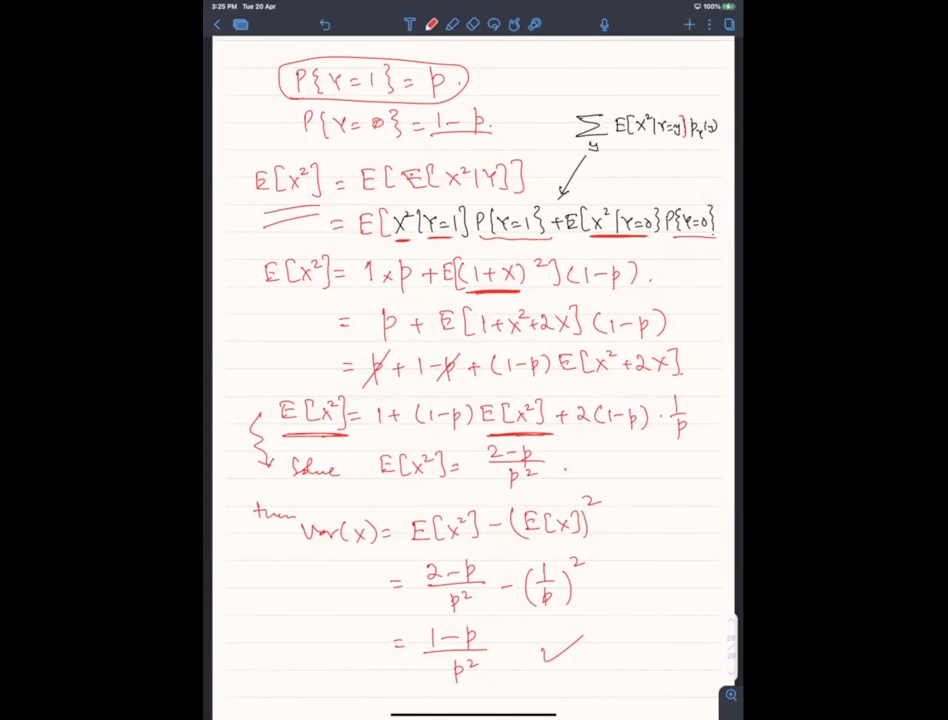 3:25 PM Tue 20 Apr
100%
P{Y=1} = p.
P{Y=0} = 1-p.
∑ E[X²|Y=y] p_Y(y)
y
E[X²] = E[E[X²|Y]]
= E[X²|Y=1] P{Y=1} + E[X²|Y=0} P{Y=0}
E[X²] = 1×p + E[(1+X)²](1-p).
= p + E[1+X²+2X](1-p)
= p + 1-p + (1-p) E[X²+2X].
E[X²] = 1 + (1-p) E[X²] + 2(1-p) · 1/p
Solve E[X²] = 2-p/p² .
then Var(X) = E[X²] - (E[X])²
= 2-p/p² - (1/p)²
= 1-p/p² ✓
28
29